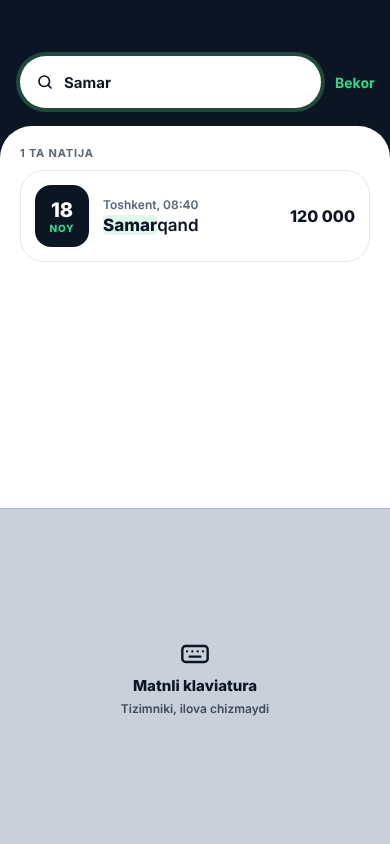 Samar
Bekor
1 TA NATIJA
18
NOY
Toshkent, 08:40
Samarqand
120 000
Matnli klaviatura
Tizimniki, ilova chizmaydi